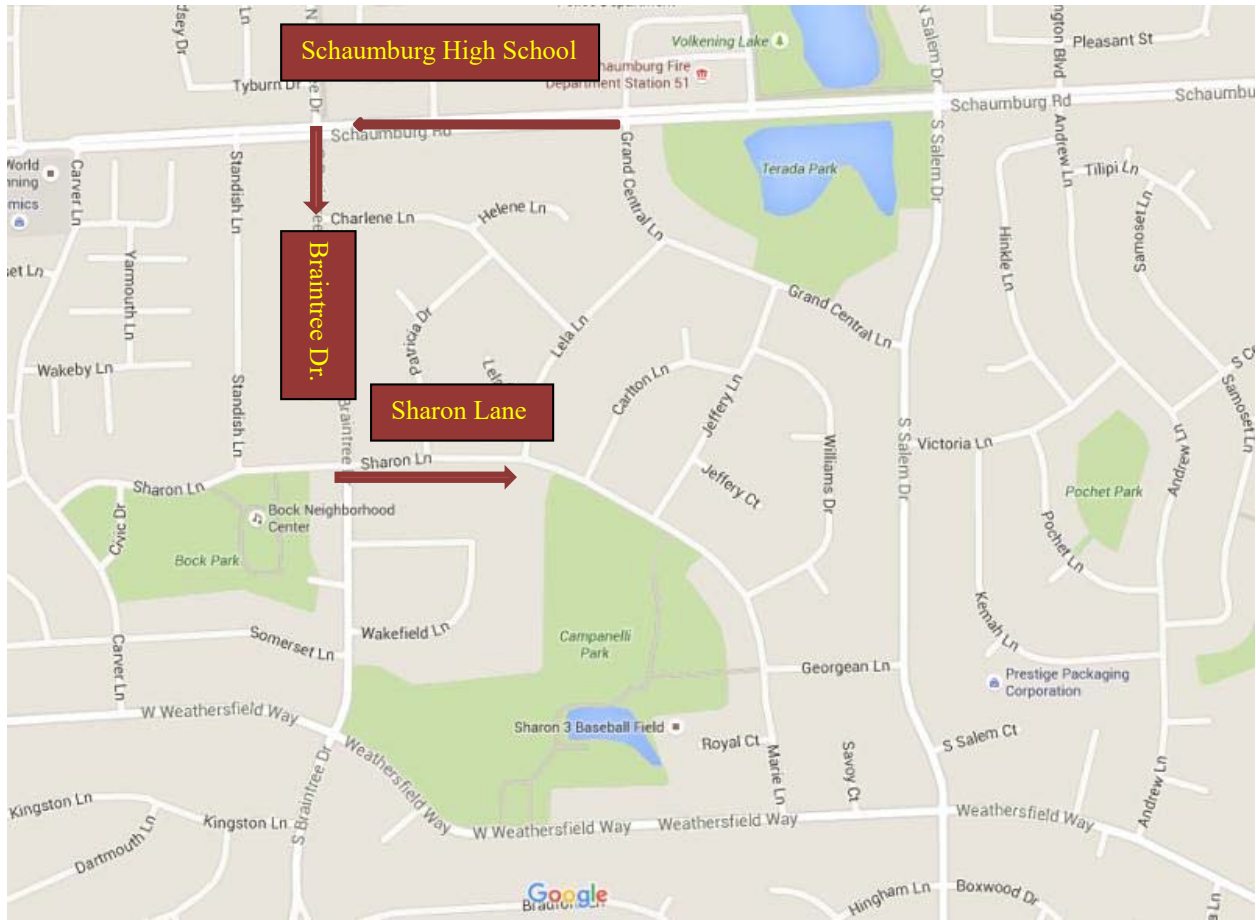 Schaumburg High School
Volkening Lake
Schaumburg Fire
Department Station 51
Pleasant St
Tyburn Dr
N Salem Dr
Schaumburg Rd
Schaumburg
Schaumburg Rd
S Salem Dr
Andrew Ln
Tilipi Ln
Terada Park
Carver Ln
Standish Ln
Grand Central Ln
Charlene Ln
Helene Ln
Hinkle Ln
Samoset Ln
Yarmouth Ln
Braintree Dr.
Grand Central Ln
Patricia Dr
Lela Ln
Wakeby Ln
Carlton Ln
Jeffery Ln
Samoset Ln
Sharon Lane
Standish Ln
Williams Dr
S Salem Dr
Victoria Ln
Andrew Ln
Sharon Ln
Jeffery Ct
Pochet Park
Sharon Ln
Civic Dr
Bock Neighborhood
Center
Bock Park
Pochet Ln
Kemah Ln
Somerset Ln
Wakefield Ln
Campanelli
Park
Carver Ln
Georgean Ln
Prestige Packaging
Corporation
W Weathersfield Way
Sharon 3 Baseball Field
Royal Ct
Marie Ln
Savoy Ct
S Salem Ct
Weathersfield Way
S Braintree Dr
Andrew Ln
Kingston Ln
Kingston Ln
W Weathersfield Way
Weathersfield Way
Weathersfield Way
Dartmouth Ln
Google
Hingham Ln
Boxwood Dr